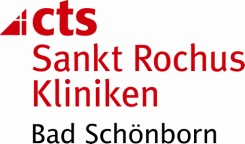 cts
Sankt Rochus
Kliniken
Bad Schönborn